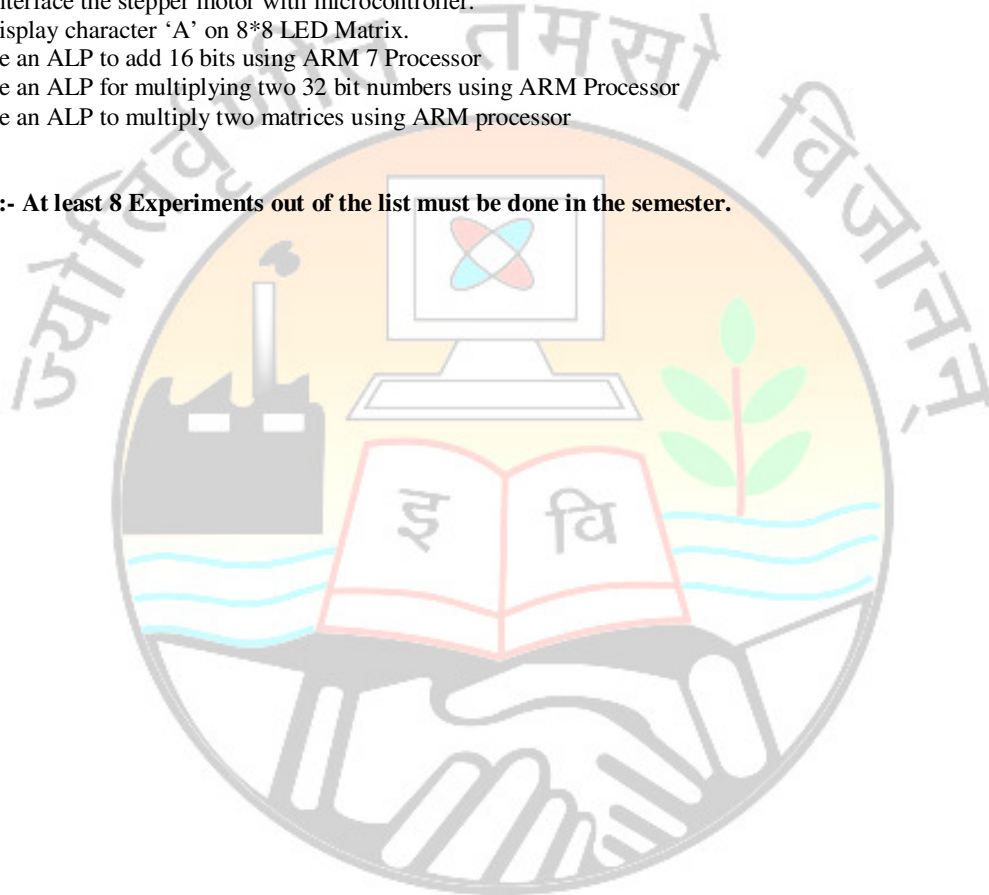 nterface the stepper motor with microcontroller.
isplay character ‘A’ on 8*8 LED Matrix.
e an ALP to add 16 bits using ARM 7 Processor
e an ALP for multiplying two 32 bit numbers using ARM Processor
e an ALP to multiply two matrices using ARM processor
:- At least 8 Experiments out of the list must be done in the semester.
ज्योतिर्वृणीत तमसो विजानन्
इ वि